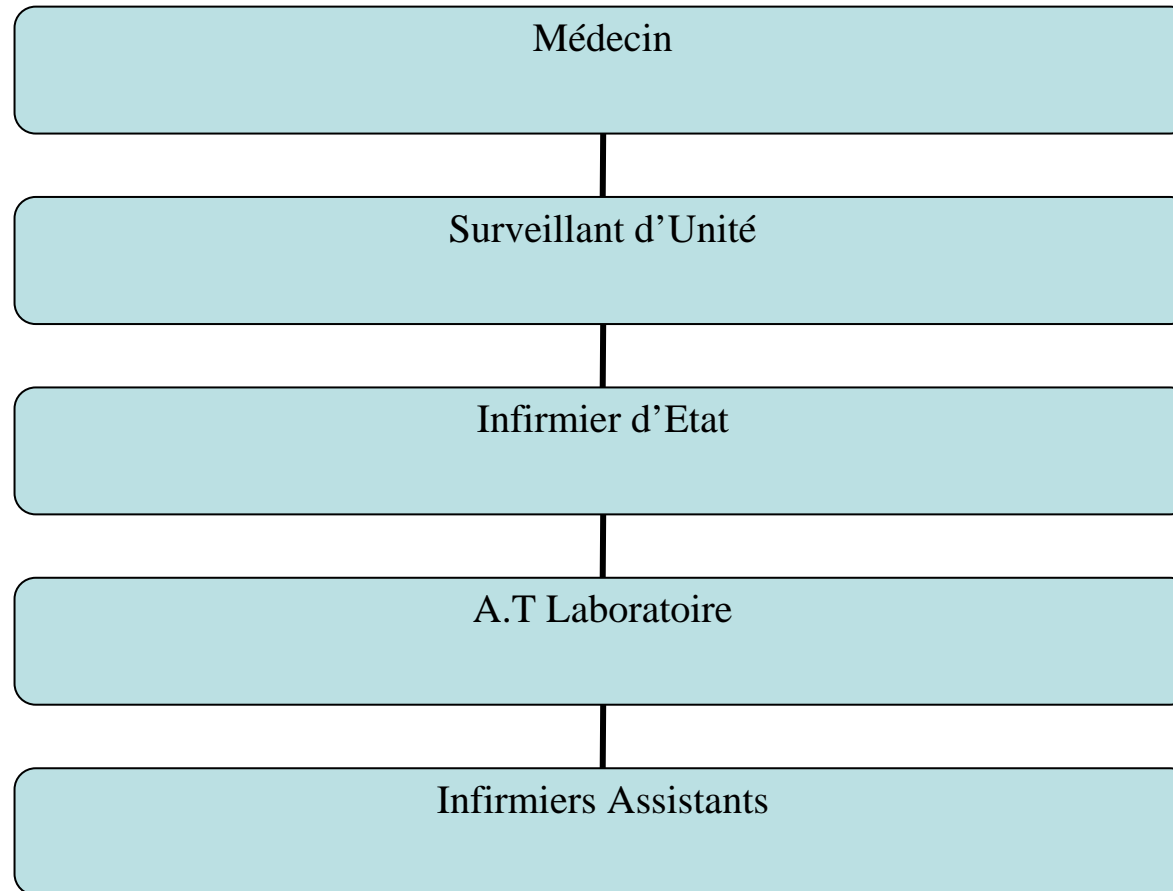 Médecin
Surveillant d’Unité
Infirmier d’Etat
A.T Laboratoire
Infirmiers Assistants